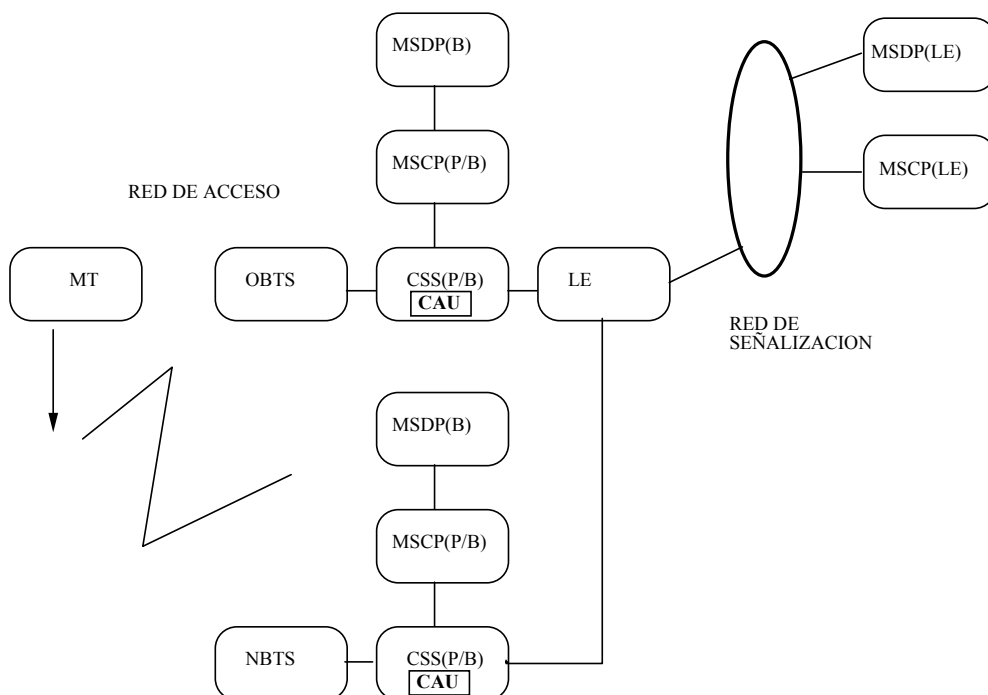 MSDP(B)
MSDP(LE)
MSCP(P/B)
MSCP(LE)
RED DE ACCESO
MT
OBTS
CSS(P/B)
CAU
LE
RED DE
SEÑALIZACION
MSDP(B)
MSCP(P/B)
NBTS
CSS(P/B)
CAU